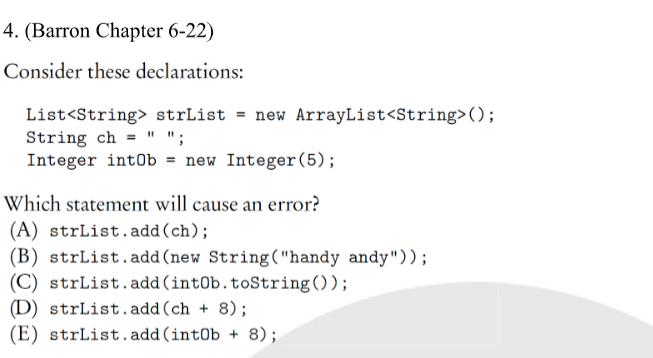 4. (Barron Chapter 6-22)
Consider these declarations:
List<String> strList = new ArrayList<String>();
String ch = " ";
Integer intOb = new Integer(5);
Which statement will cause an error?
(A) strList.add(ch);
(B) strList.add(new String("handy andy"));
(C) strList.add(intOb.toString());
(D) strList.add(ch + 8);
(E) strList.add(intOb + 8);